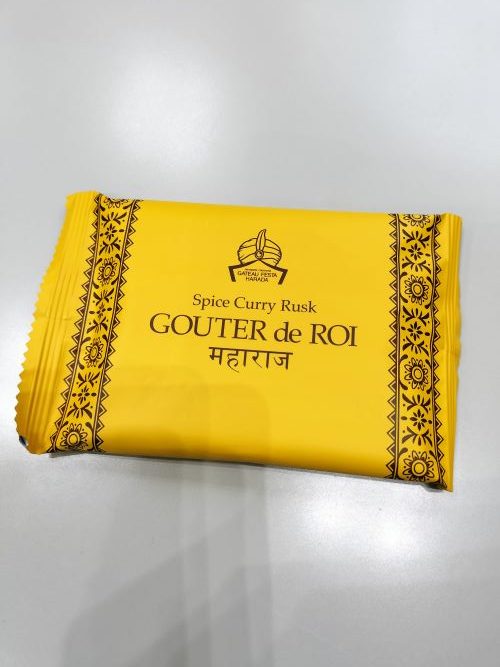 GATEAU FESTA
HARADA
Spice Curry Rusk
GOUTER de ROI
महाराज